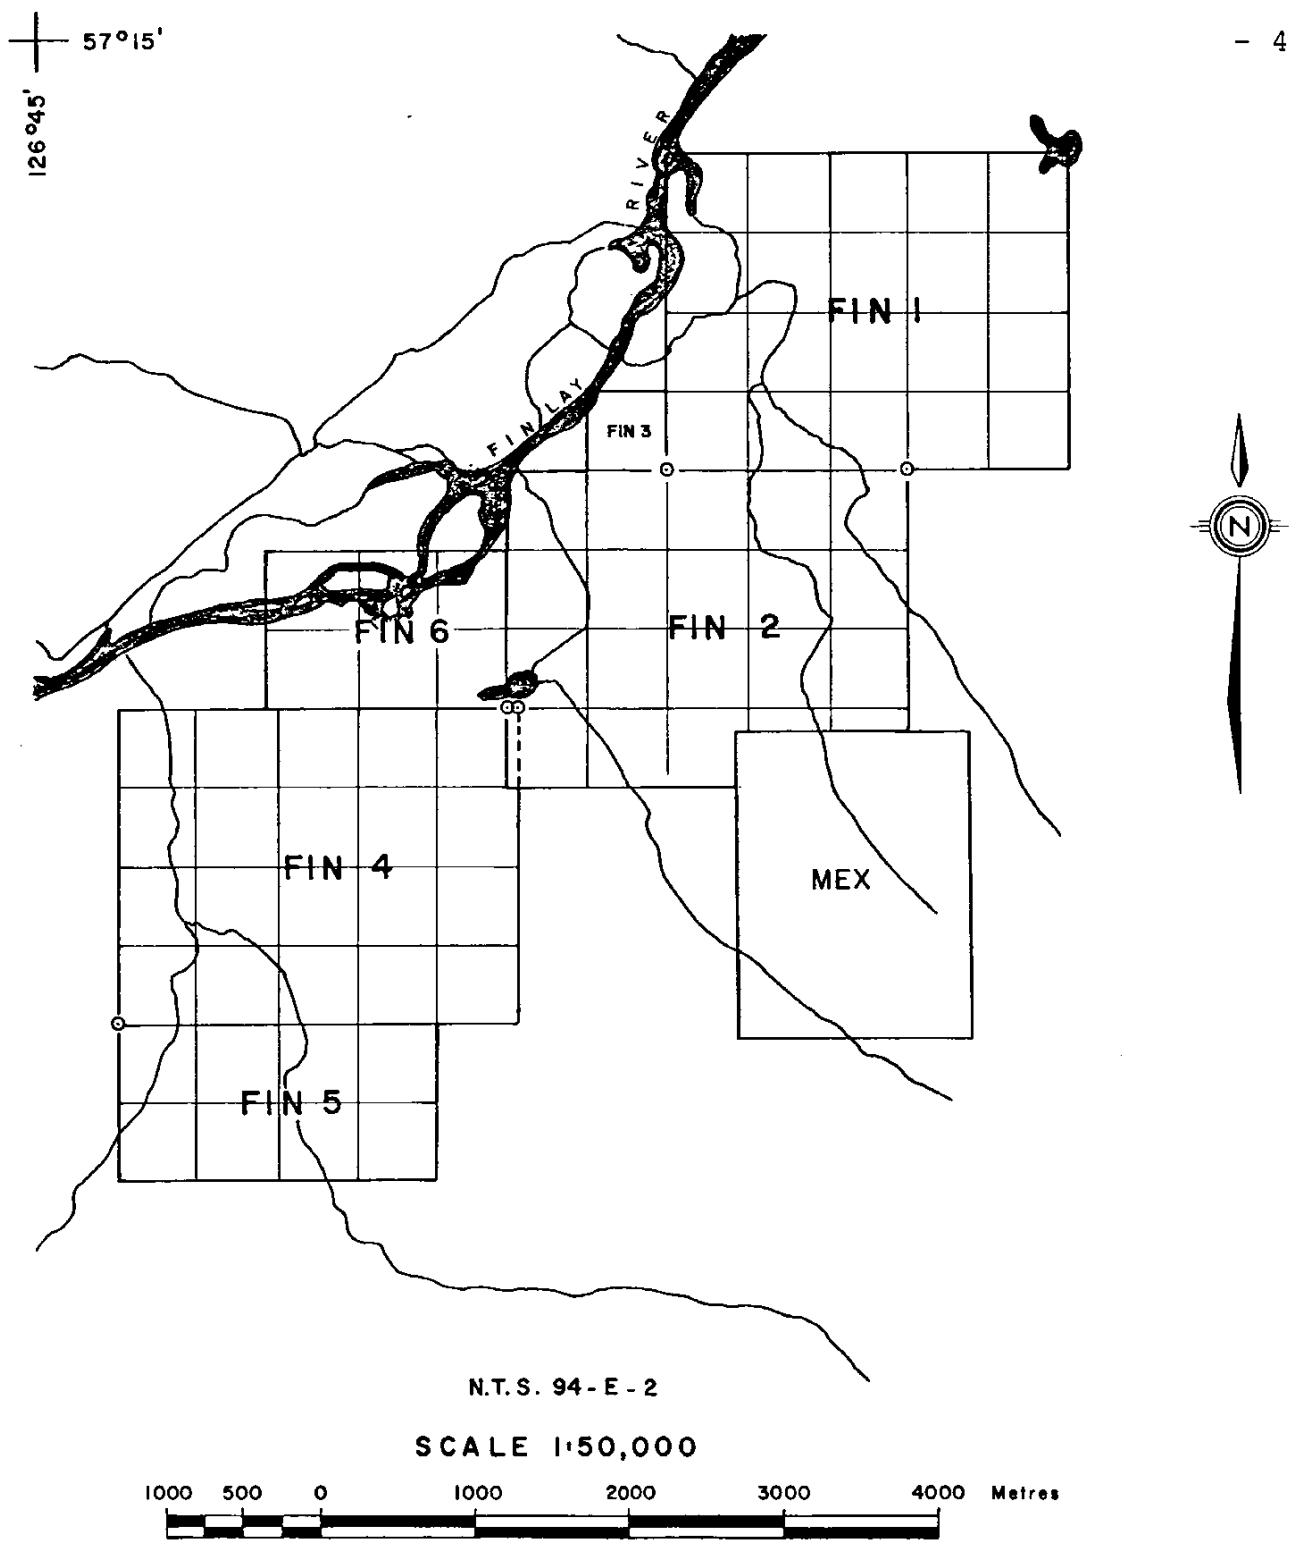 57°15'
- 4
126°45'
RIVER
FIN 1
FINLAY
FIN 3
N
FIN 6
FIN 2
FIN 4
MEX
FIN 5
N.T.S. 94-E-2
SCALE 1:50,000
1000 500 0 1000 2000 3000 4000 Metres